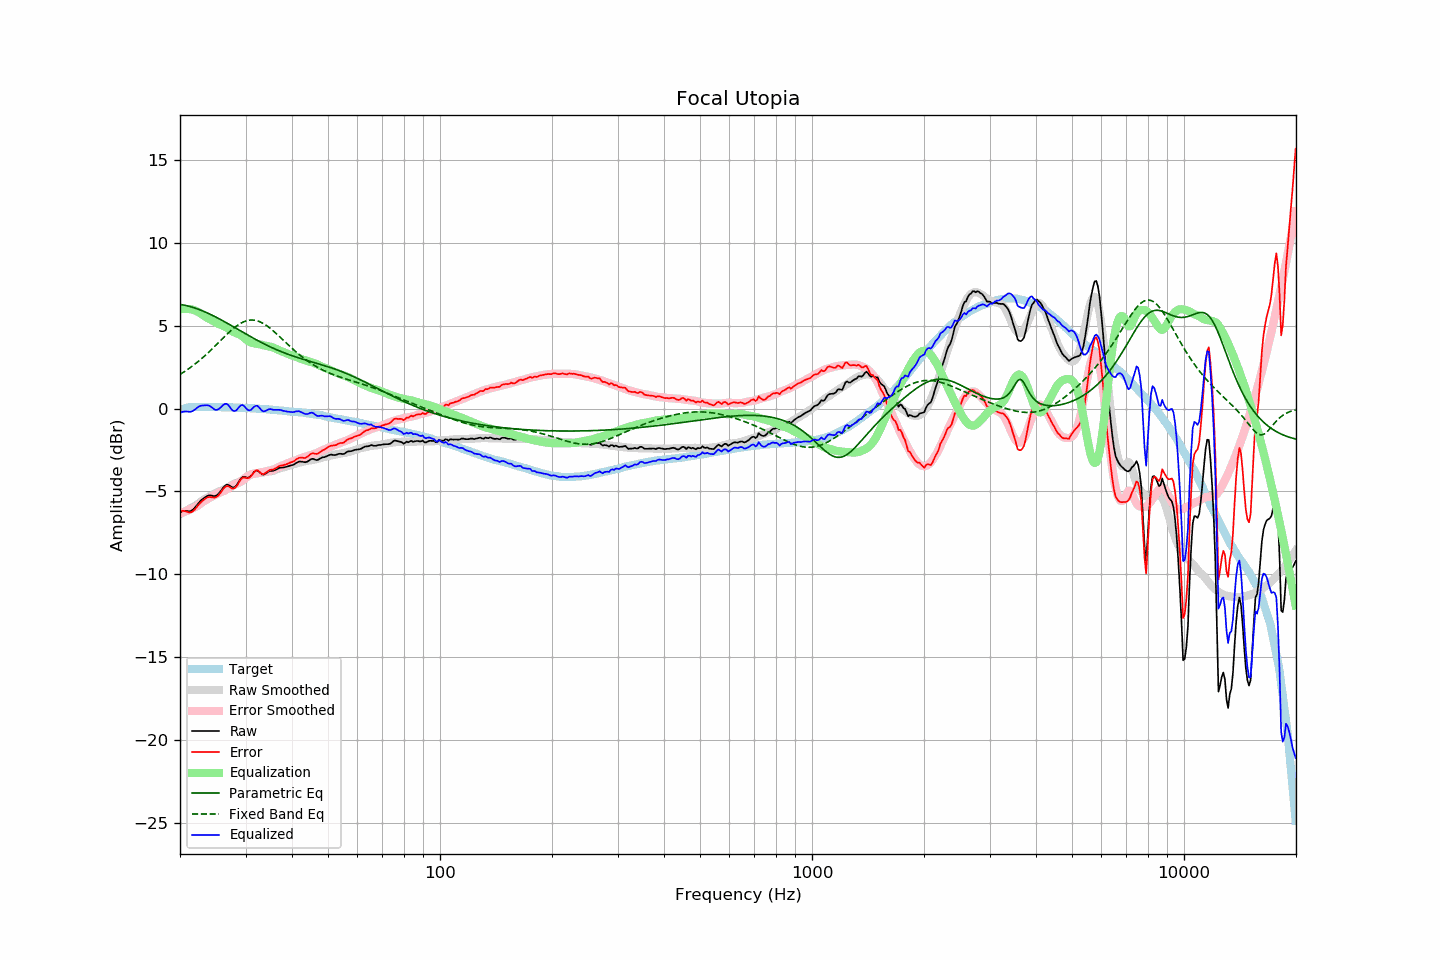 Focal Utopia
Amplitude (dBr)
15
10
5
0
−5
−10
−15
−20
−25
Target
Raw Smoothed
Error Smoothed
Raw
Error
Equalization
Parametric Eq
Fixed Band Eq
Equalized
100
1000
10000
Frequency (Hz)